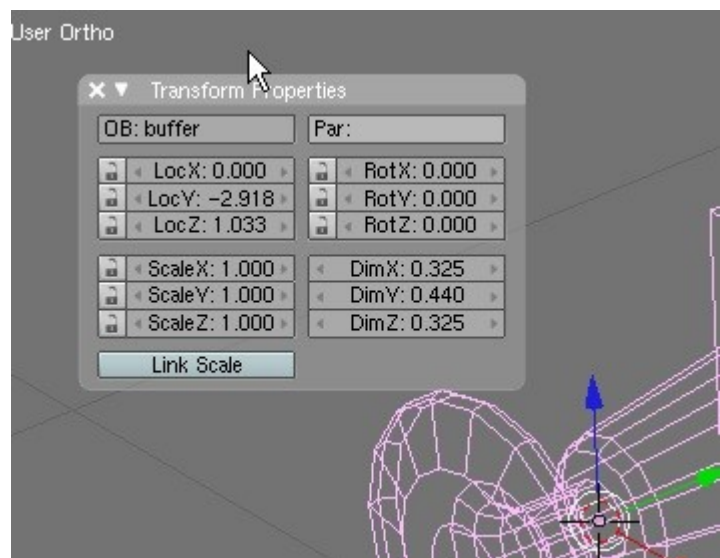 User Ortho
Transform Properties
OB: buffer Par:
LocX: 0.000 RotX: 0.000
LocY: -2.918 RotY: 0.000
LocZ: 1.033 RotZ: 0.000
ScaleX: 1.000 DimX: 0.325
ScaleY: 1.000 DimY: 0.440
ScaleZ: 1.000 DimZ: 0.325
Link Scale